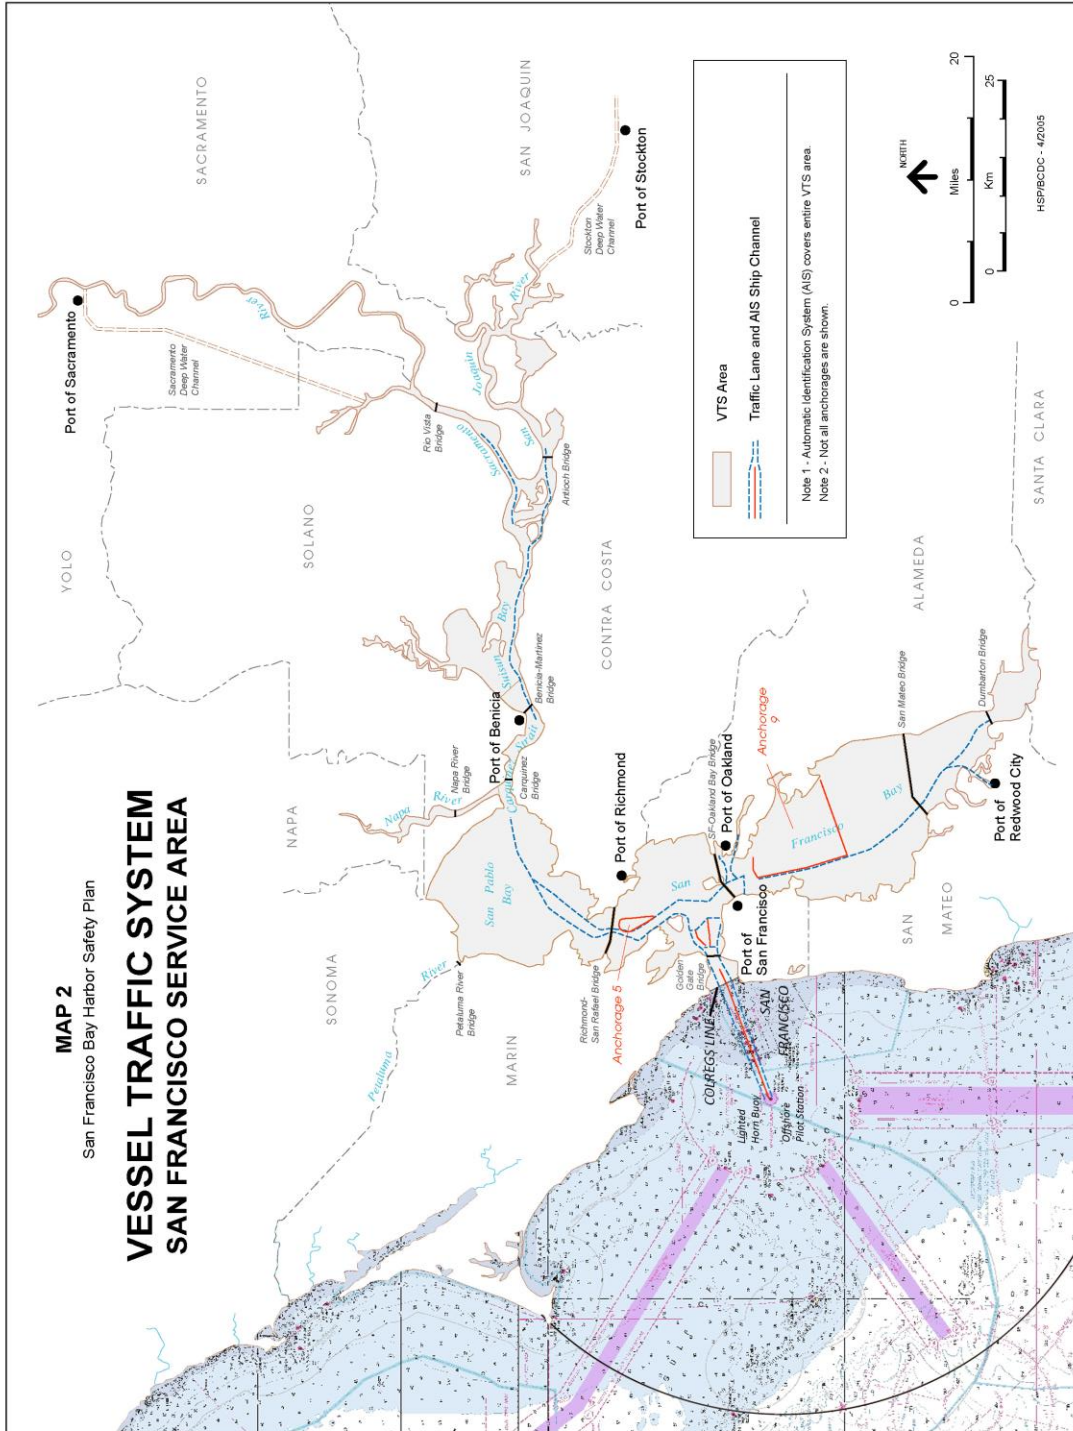 MAP 2
San Francisco Bay Harbor Safety Plan
VESSEL TRAFFIC SYSTEM
SAN FRANCISCO SERVICE AREA
YOLO
SACRAMENTO
SAN JOAQUIN
SOLANO
NAPA
SONOMA
MARIN
CONTRA COSTA
ALAMEDA
SANTA CLARA
SAN
MATEO
SAN
FRANCISCO
Port of Sacramento
Sacramento
Deep Water
Channel
River
Rio Vista
Bridge
Sacramento
San
Joaquin
River
Stockton
Deep Water
Channel
Port of Stockton
Antioch Bridge
Suisun
Bay
Benicia-Martinez
Bridge
Port of Benicia
Carquinez
Strait
Carquinez
Bridge
Napa River
Bridge
Napa
River
San Pablo
Bay
Petaluma
River
Petaluma River
Bridge
Richmond-
San Rafael Bridge
Anchorage 5
Port of Richmond
Golden
Gate
Bridge
San
Francisco
Bay
SF-Oakland Bay Bridge
Port of Oakland
Port of
San Francisco
Anchorage
9
San Mateo Bridge
Dumbarton Bridge
Port of
Redwood City
COLREGS LINE
Lighted
Horn Buoy
Offshore
Pilot Station
VTS Area
Traffic Lane and AIS Ship Channel
Note 1 - Automatic Identification System (AIS) covers entire VTS area.
Note 2 - Not all anchorages are shown.
NORTH
0
Miles
20
0
Km
25
HSP/BCDC - 4/2005